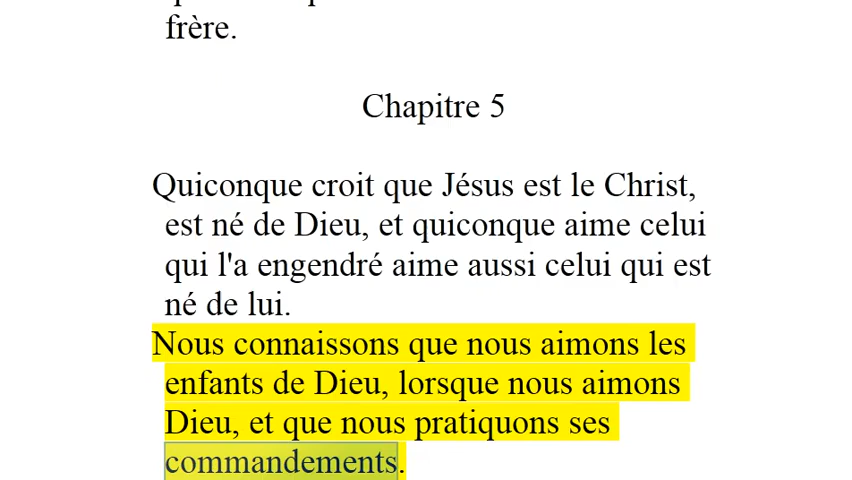 frère.
Chapitre 5
Quiconque croit que Jésus est le Christ,
est né de Dieu, et quiconque aime celui
qui l'a engendré aime aussi celui qui est
né de lui.
Nous connaissons que nous aimons les
enfants de Dieu, lorsque nous aimons
Dieu, et que nous pratiquons ses
commandements.